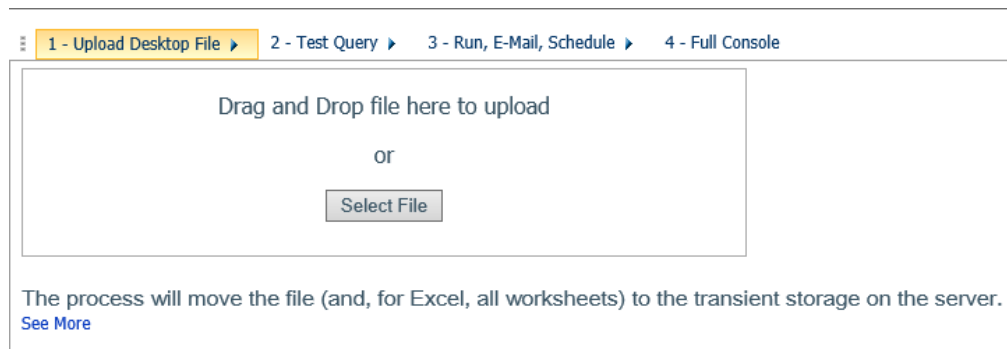 1 - Upload Desktop File 2 - Test Query 3 - Run, E-Mail, Schedule 4 - Full Console
Drag and Drop file here to upload
or
Select File
The process will move the file (and, for Excel, all worksheets) to the transient storage on the server.
See More